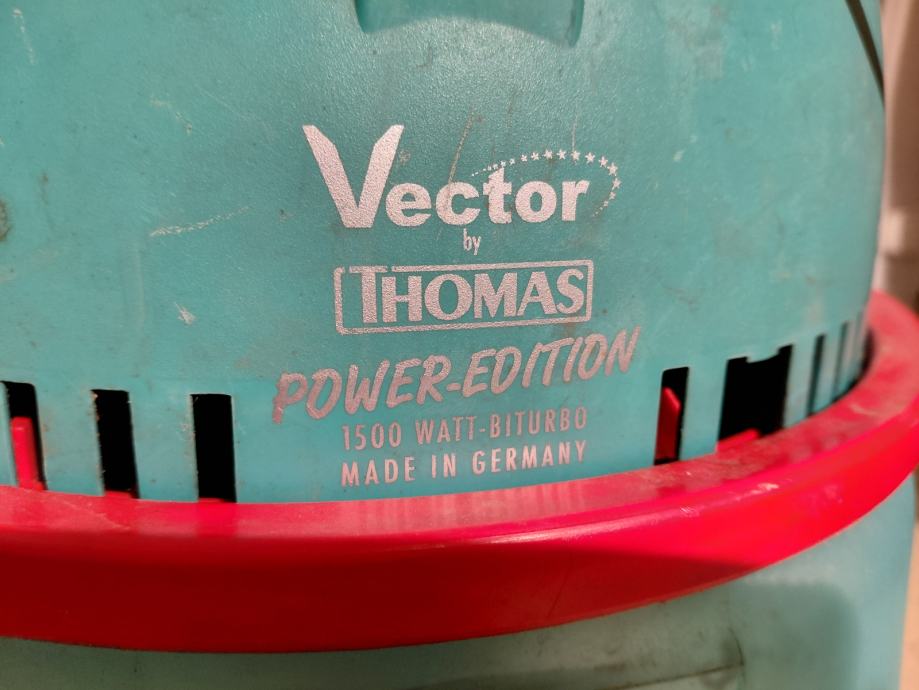 Vector
by
THOMAS
POWER-EDITION
1500 WATT-BITURBO
MADE IN GERMANY